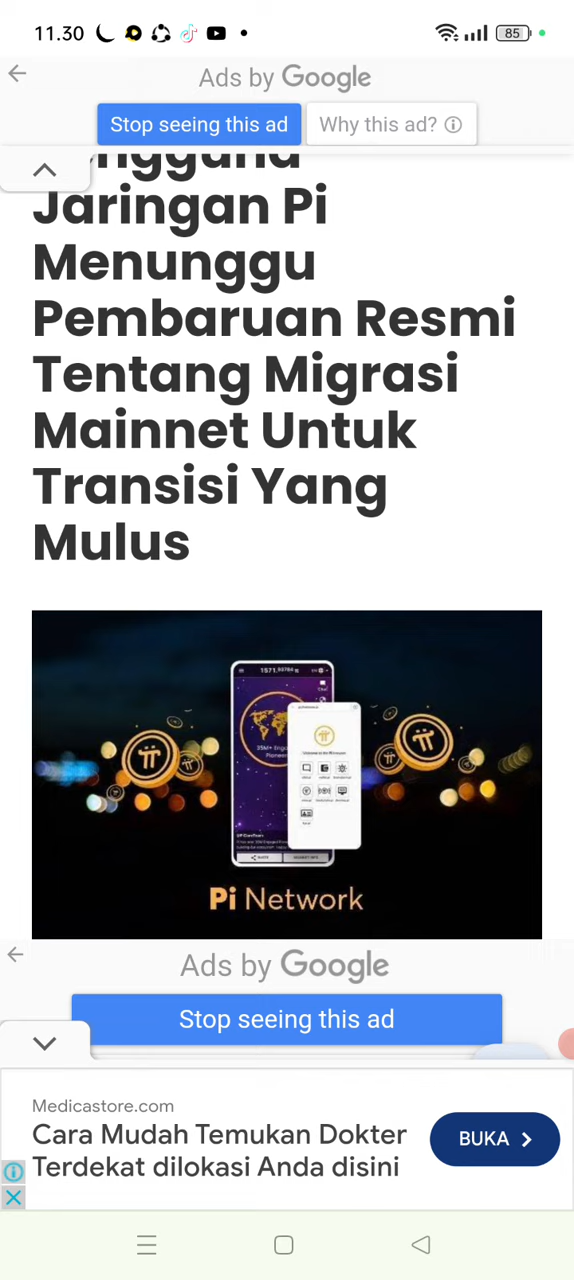 11.30
85
Ads by Google
Stop seeing this ad
Why this ad?
Jaringan Pi
Menunggu
Pembaruan Resmi
Tentang Migrasi
Mainnet Untuk
Transisi Yang
Mulus
Pi Network
Ads by Google
Stop seeing this ad
Medicastore.com
Cara Mudah Temukan Dokter
Terdekat dilokasi Anda disini
BUKA